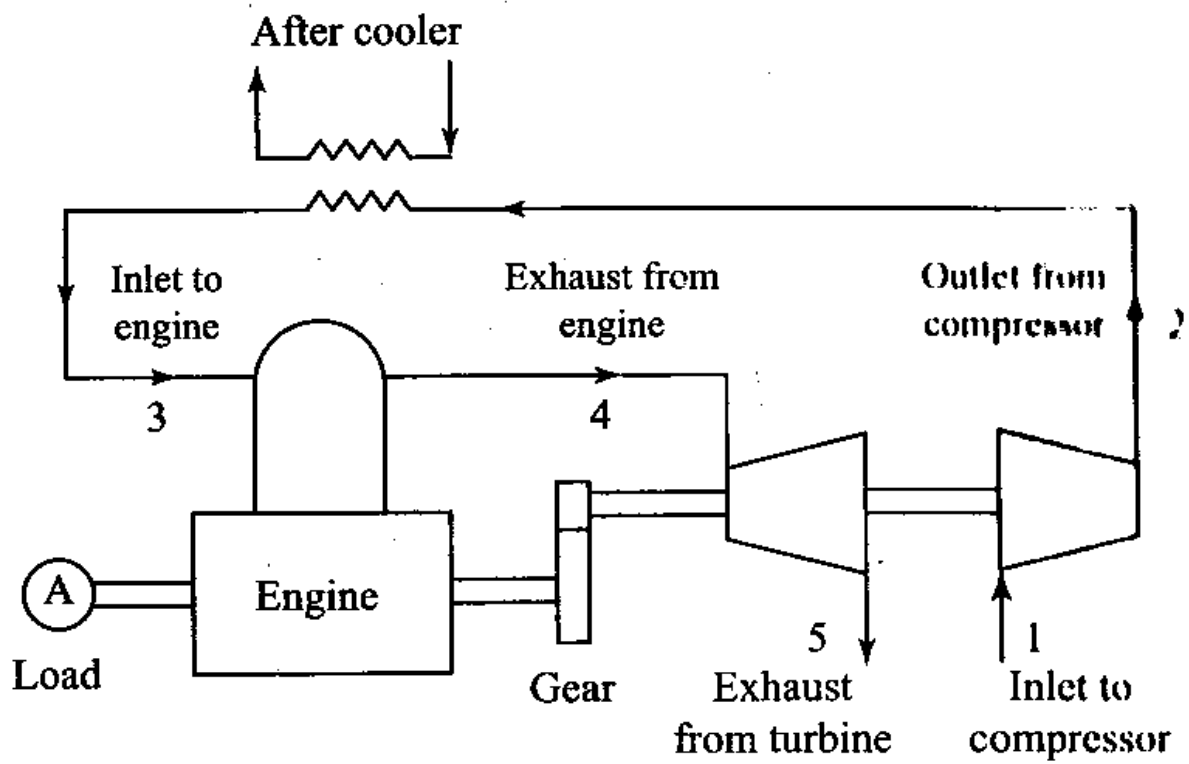 After cooler
Inlet to
engine
Exhaust from
engine
Outlet from
compressor
3
4
A
Engine
Load
Gear
5
Exhaust
from turbine
1
Inlet to
compressor